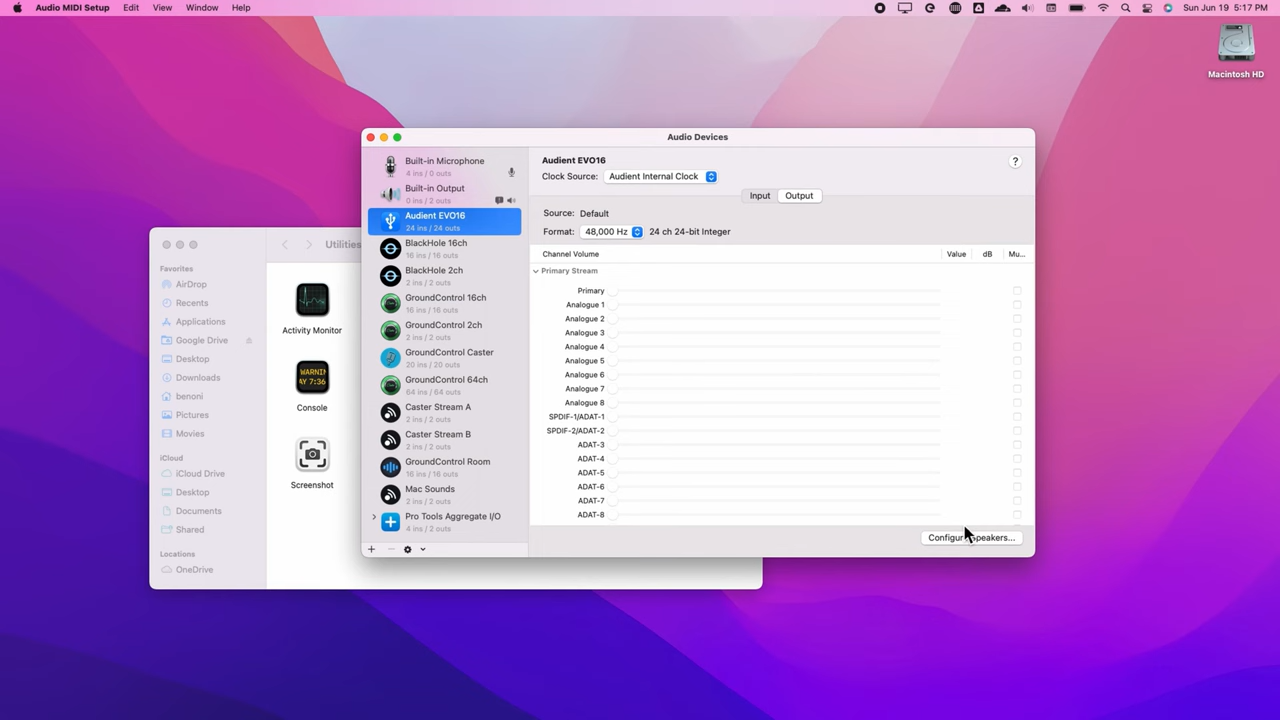 Audio MIDI Setup Edit View Window Help
Sun Jun 19 5:17 PM
Macintosh HD
Audio Devices
Built-in Microphone
4 ins / 0 outs
Built-in Output
0 ins / 2 outs
Audient EVO16
24 ins / 24 outs
BlackHole 16ch
16 ins / 16 outs
BlackHole 2ch
2 ins / 2 outs
GroundControl 16ch
16 ins / 16 outs
GroundControl 2ch
2 ins / 2 outs
GroundControl Caster
20 ins / 20 outs
GroundControl 64ch
64 ins / 64 outs
Caster Stream A
2 ins / 2 outs
Caster Stream B
2 ins / 2 outs
GroundControl Room
16 ins / 16 outs
Mac Sounds
2 ins / 2 outs
Pro Tools Aggregate I/O
4 ins / 2 outs
Audient EVO16
?
Clock Source: Audient Internal Clock
Input Output
Source: Default
Format: 48,000 Hz 24 ch 24-bit Integer
Channel Volume Value dB Mu...
Primary Stream
Primary
Analogue 1
Analogue 2
Analogue 3
Analogue 4
Analogue 5
Analogue 6
Analogue 7
Analogue 8
SPDIF-1/ADAT-1
SPDIF-2/ADAT-2
ADAT-3
ADAT-4
ADAT-5
ADAT-6
ADAT-7
ADAT-8
Configure Speakers...
Utilities
Favorites
AirDrop
Recents
Applications
Google Drive
Desktop
Downloads
benoni
Pictures
Movies
iCloud
iCloud Drive
Desktop
Documents
Shared
Locations
OneDrive
Activity Monitor
WARNIN
AY 7:36
Console
Screenshot